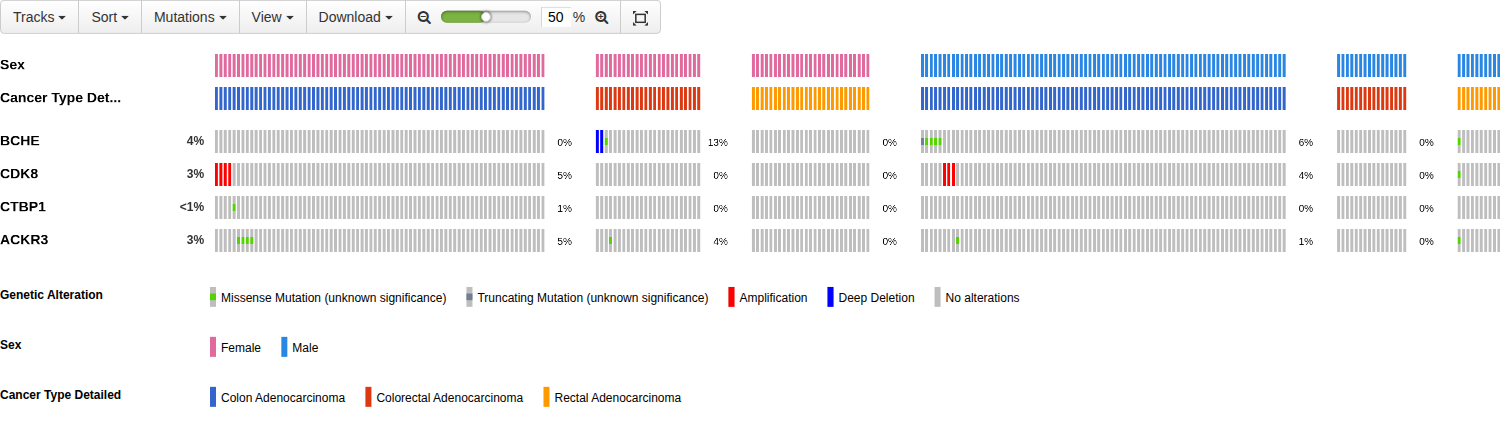 Tracks Sort Mutations View Download 50 %
Sex
Cancer Type Det...
BCHE 4% 0% 13% 0% 6% 0%
CDK8 3% 5% 0% 0% 4% 0%
CTBP1 <1% 1% 0% 0% 0% 0%
ACKR3 3% 5% 4% 0% 1% 0%
Genetic Alteration Missense Mutation (unknown significance) Truncating Mutation (unknown significance) Amplification Deep Deletion No alterations
Sex Female Male
Cancer Type Detailed Colon Adenocarcinoma Colorectal Adenocarcinoma Rectal Adenocarcinoma